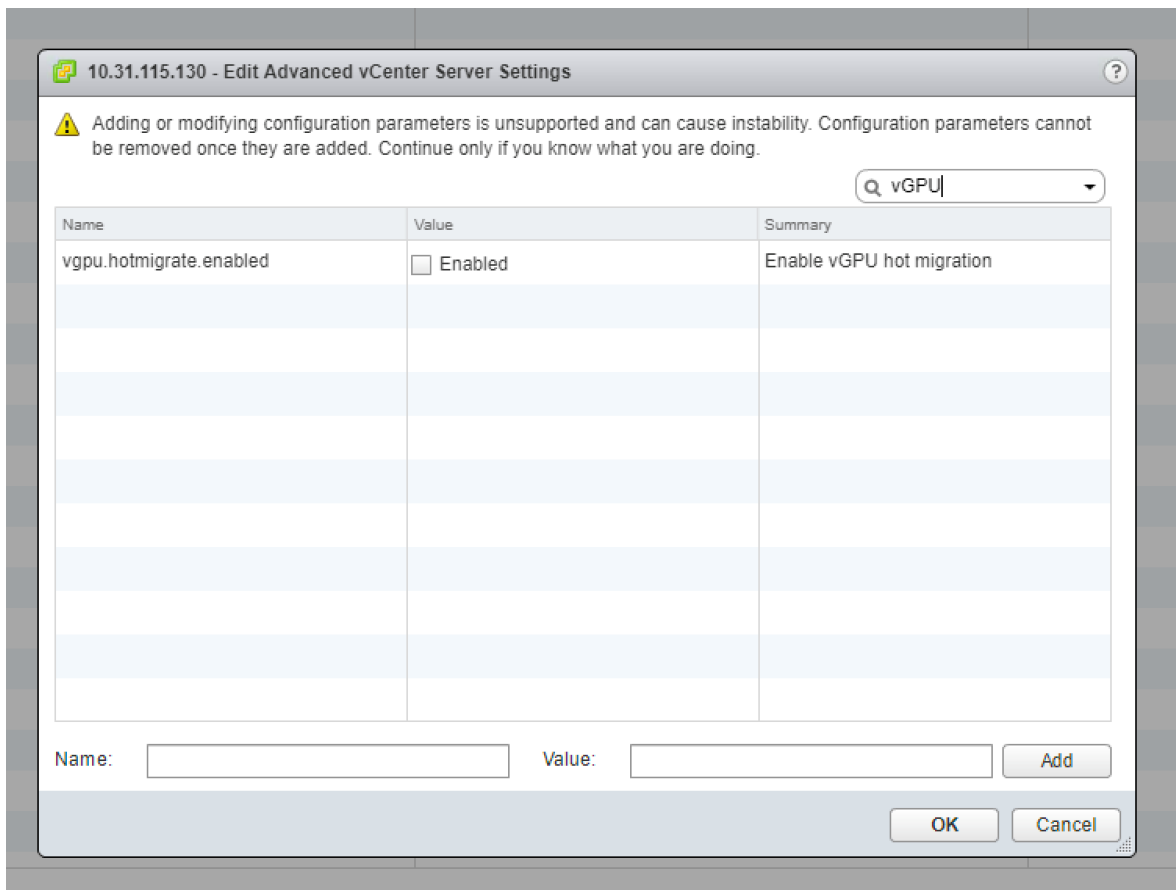 10.31.115.130 - Edit Advanced vCenter Server Settings
?
Adding or modifying configuration parameters is unsupported and can cause instability. Configuration parameters cannot
be removed once they are added. Continue only if you know what you are doing.
vGPU
Name Value Summary
vgpu.hotmigrate.enabled Enabled Enable vGPU hot migration
Name: Value: Add
OK Cancel